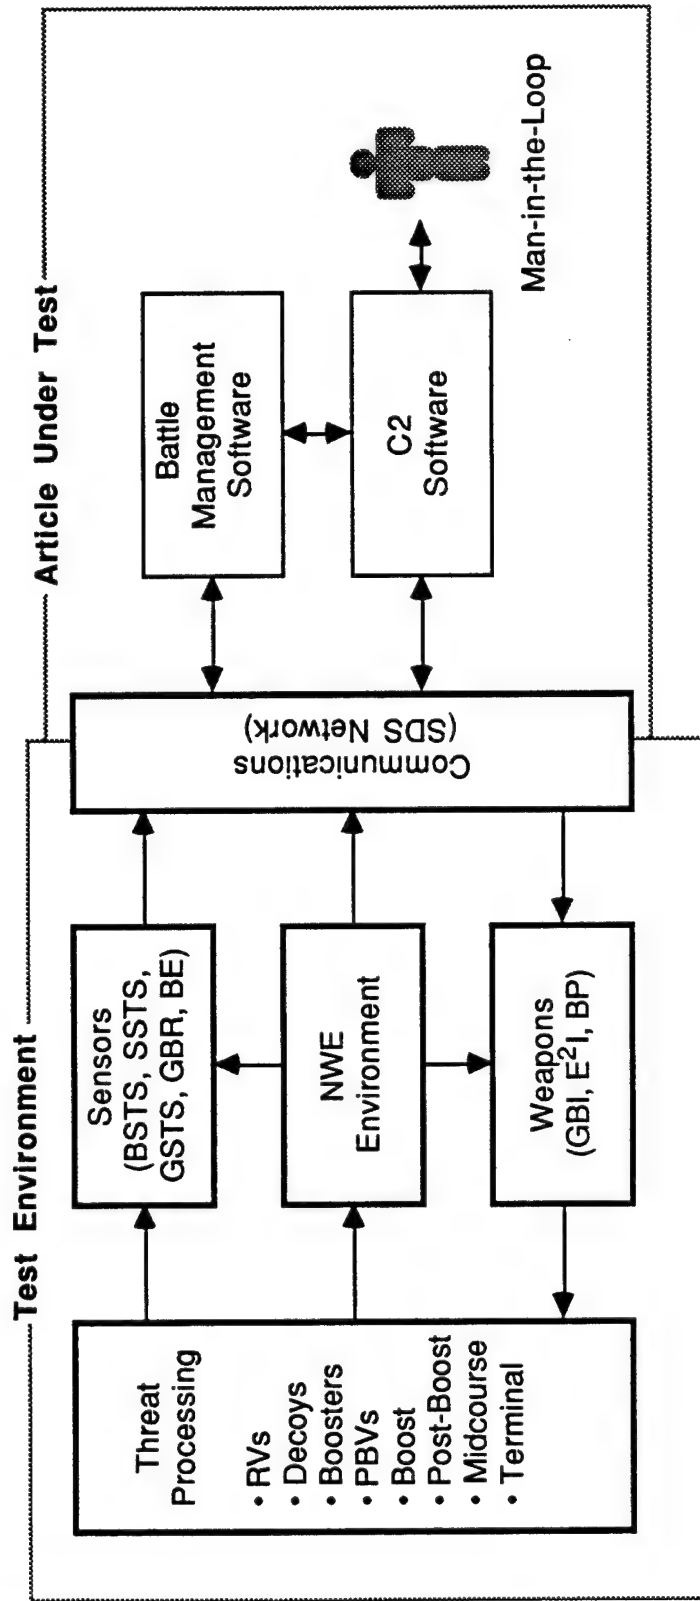 Test Environment
Article Under Test
Threat
Processing
• RVs
• Decoys
• Boosters
• PBVs
• Boost
• Post-Boost
• Midcourse
• Terminal
Sensors
(BSTS, SSTS,
GSTS, GBR, BE)
NWE
Environment
Weapons
(GBI, E²I, BP)
Communications
(SDS Network)
Battle
Management
Software
C2
Software
Man-in-the-Loop